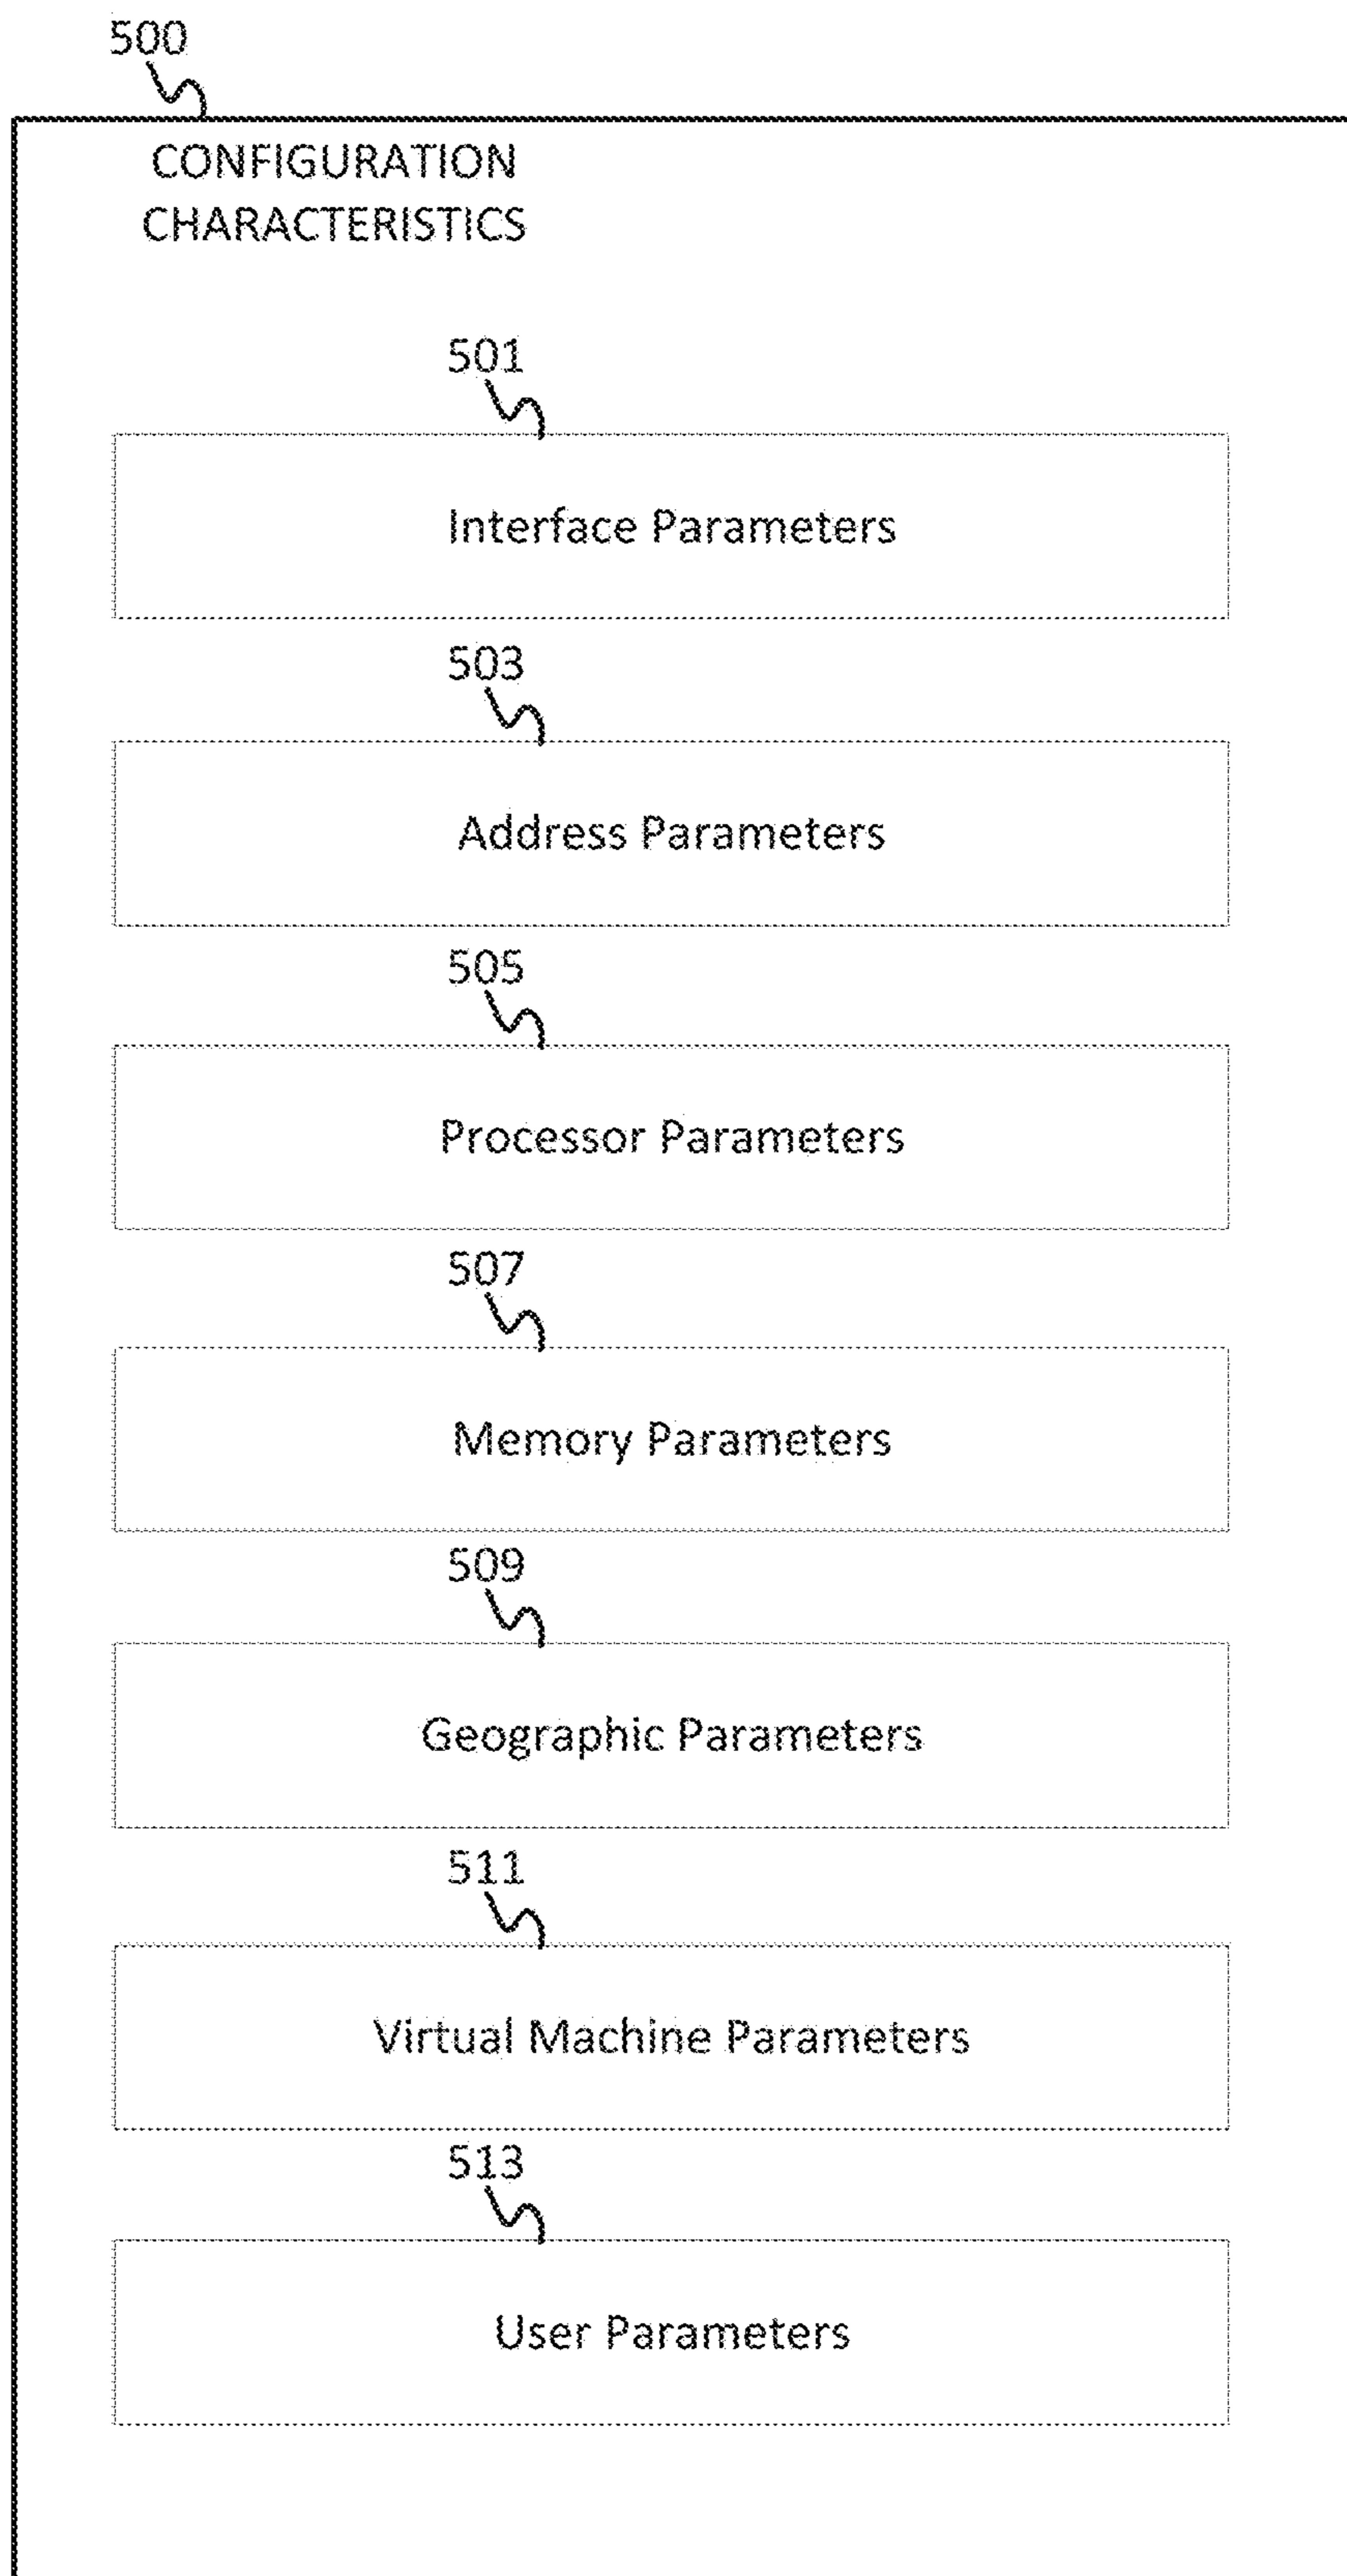 500
CONFIGURATION
CHARACTERISTICS
501
Interface Parameters
503
Address Parameters
505
Processor Parameters
507
Memory Parameters
509
Geographic Parameters
511
Virtual Machine Parameters
513
User Parameters